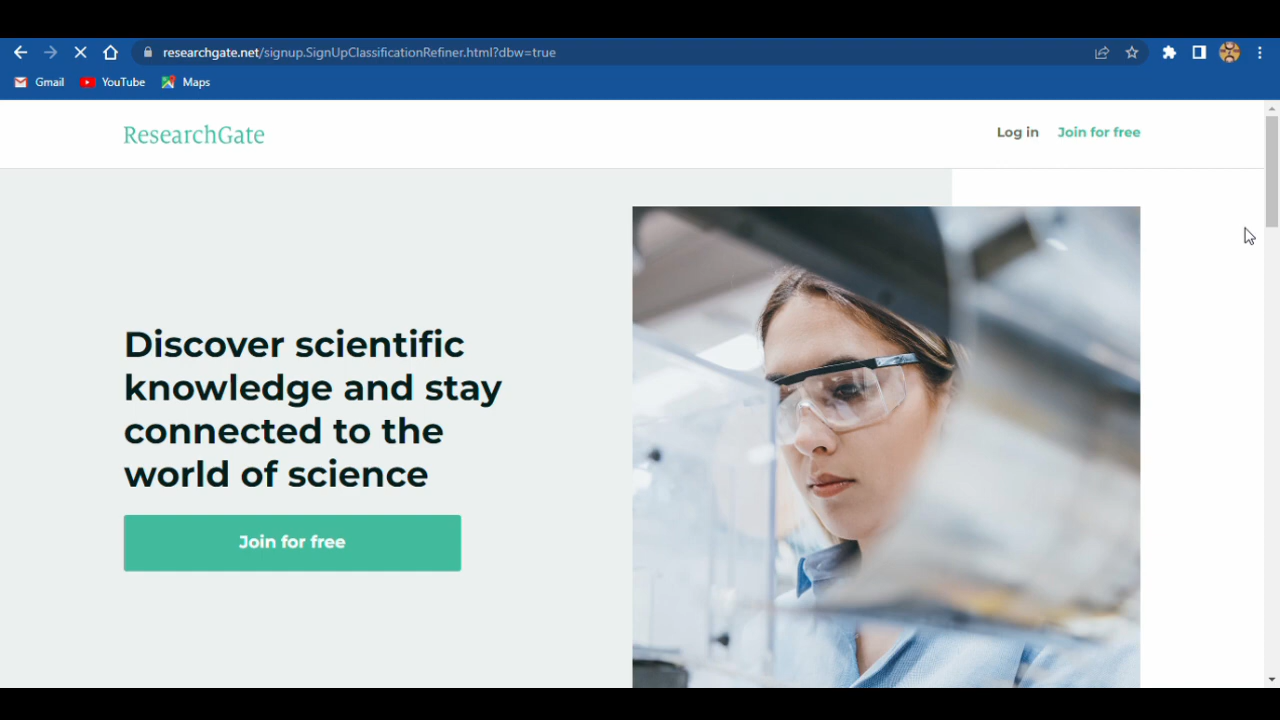 researchgate.net/signup.SignUpClassificationRefiner.html?dbw=true
Gmail YouTube Maps
ResearchGate
Log in Join for free
Discover scientific
knowledge and stay
connected to the
world of science
Join for free